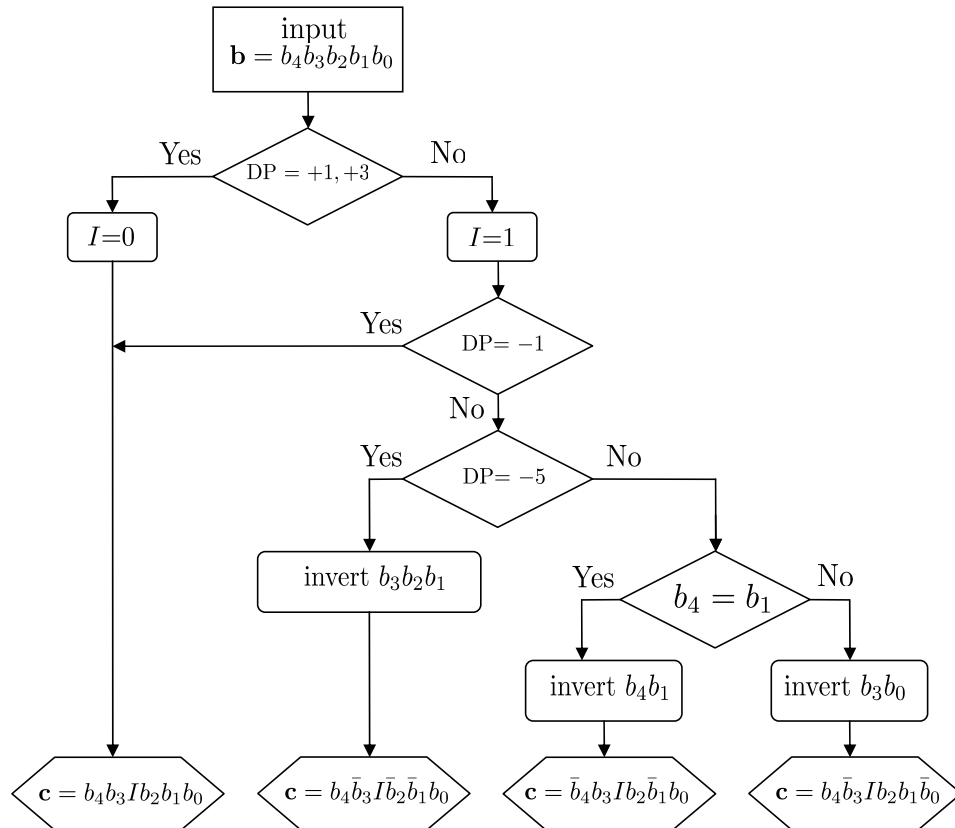 input
𝐛 = b₄b₃b₂b₁b₀
Yes
No
DP = +1, +3
I=0
I=1
Yes
DP= −1
No
Yes
No
DP= −5
invert b₃b₂b₁
Yes
No
b₄ = b₁
invert b₄b₁
invert b₃b₀
𝐜 = b₄b₃Ib₂b₁b₀
𝐜 = b₄b̄₃Ib̄₂b̄₁b₀
𝐜 = b̄₄b₃Ib₂b̄₁b₀
𝐜 = b₄b̄₃Ib₂b₁b̄₀